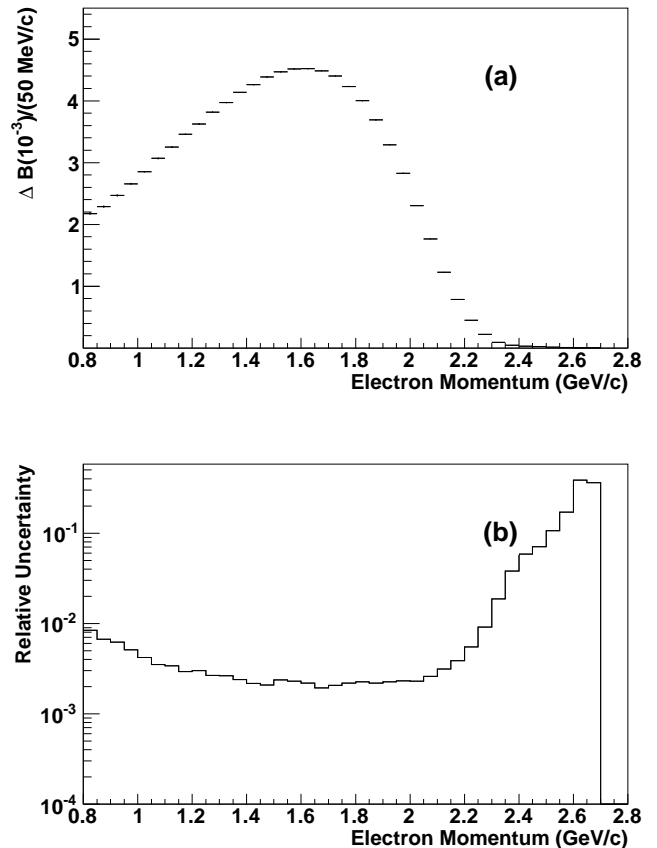 Δ B(10⁻³)/(50 MeV/c)
5
4
3
2
1
(a)
0.8 1 1.2 1.4 1.6 1.8 2 2.2 2.4 2.6 2.8
Electron Momentum (GeV/c)
Relative Uncertainty
10⁻¹
10⁻²
10⁻³
10⁻⁴
(b)
0.8 1 1.2 1.4 1.6 1.8 2 2.2 2.4 2.6 2.8
Electron Momentum (GeV/c)